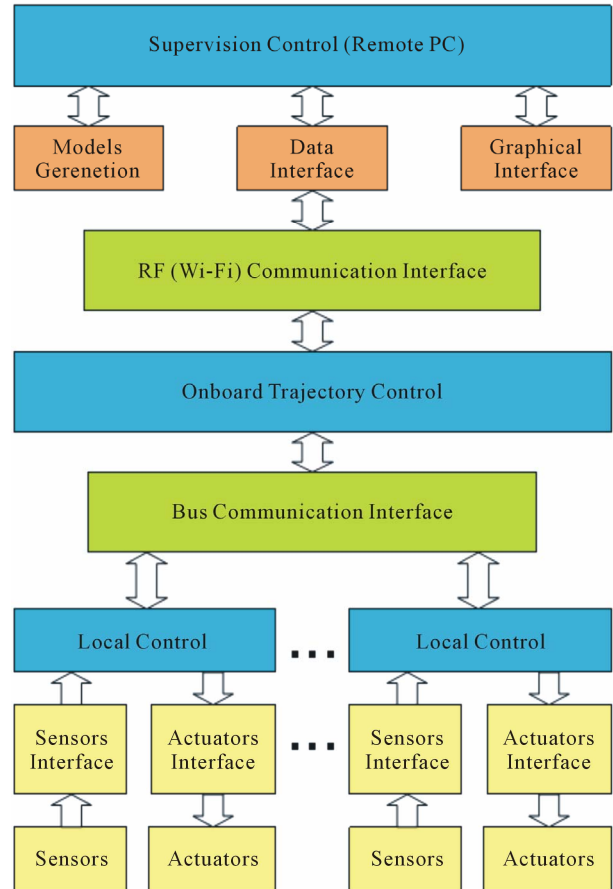 Supervision Control (Remote PC)
Models
Gerenetion
Data
Interface
Graphical
Interface
RF (Wi-Fi) Communication Interface
Onboard Trajectory Control
Bus Communication Interface
Local Control
...
Local Control
Sensors
Interface
Actuators
Interface
...
Sensors
Interface
Actuators
Interface
Sensors
Actuators
Sensors
Actuators